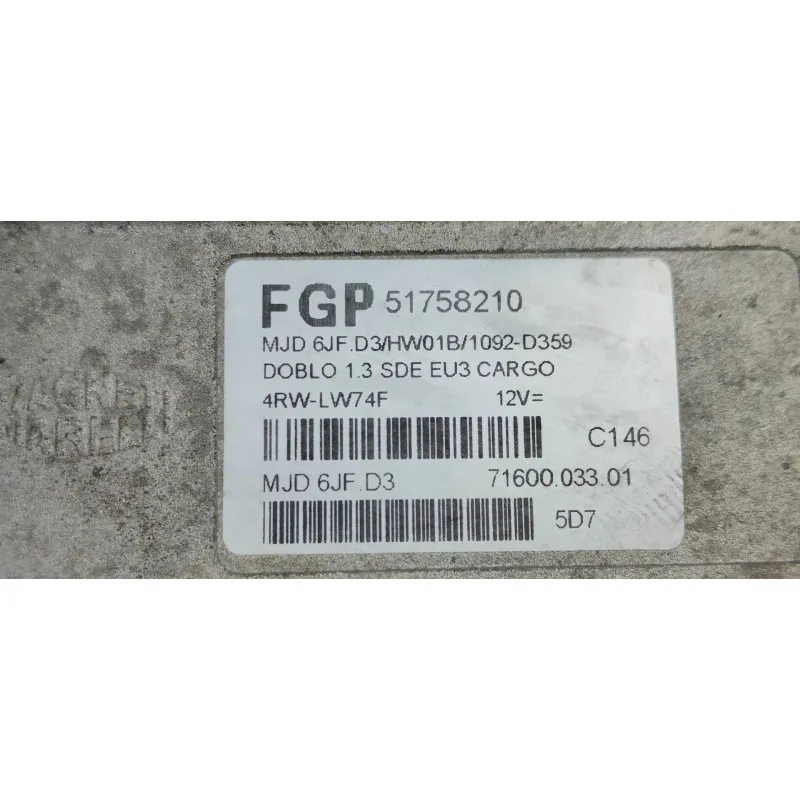 FGP 51758210
MJD 6JF.D3/HW01B/1092-D359
DOBLO 1.3 SDE EU3 CARGO
4RW-LW74F 12V=
C146
MJD 6JF.D3 71600.033.01
5D7
MARELLI